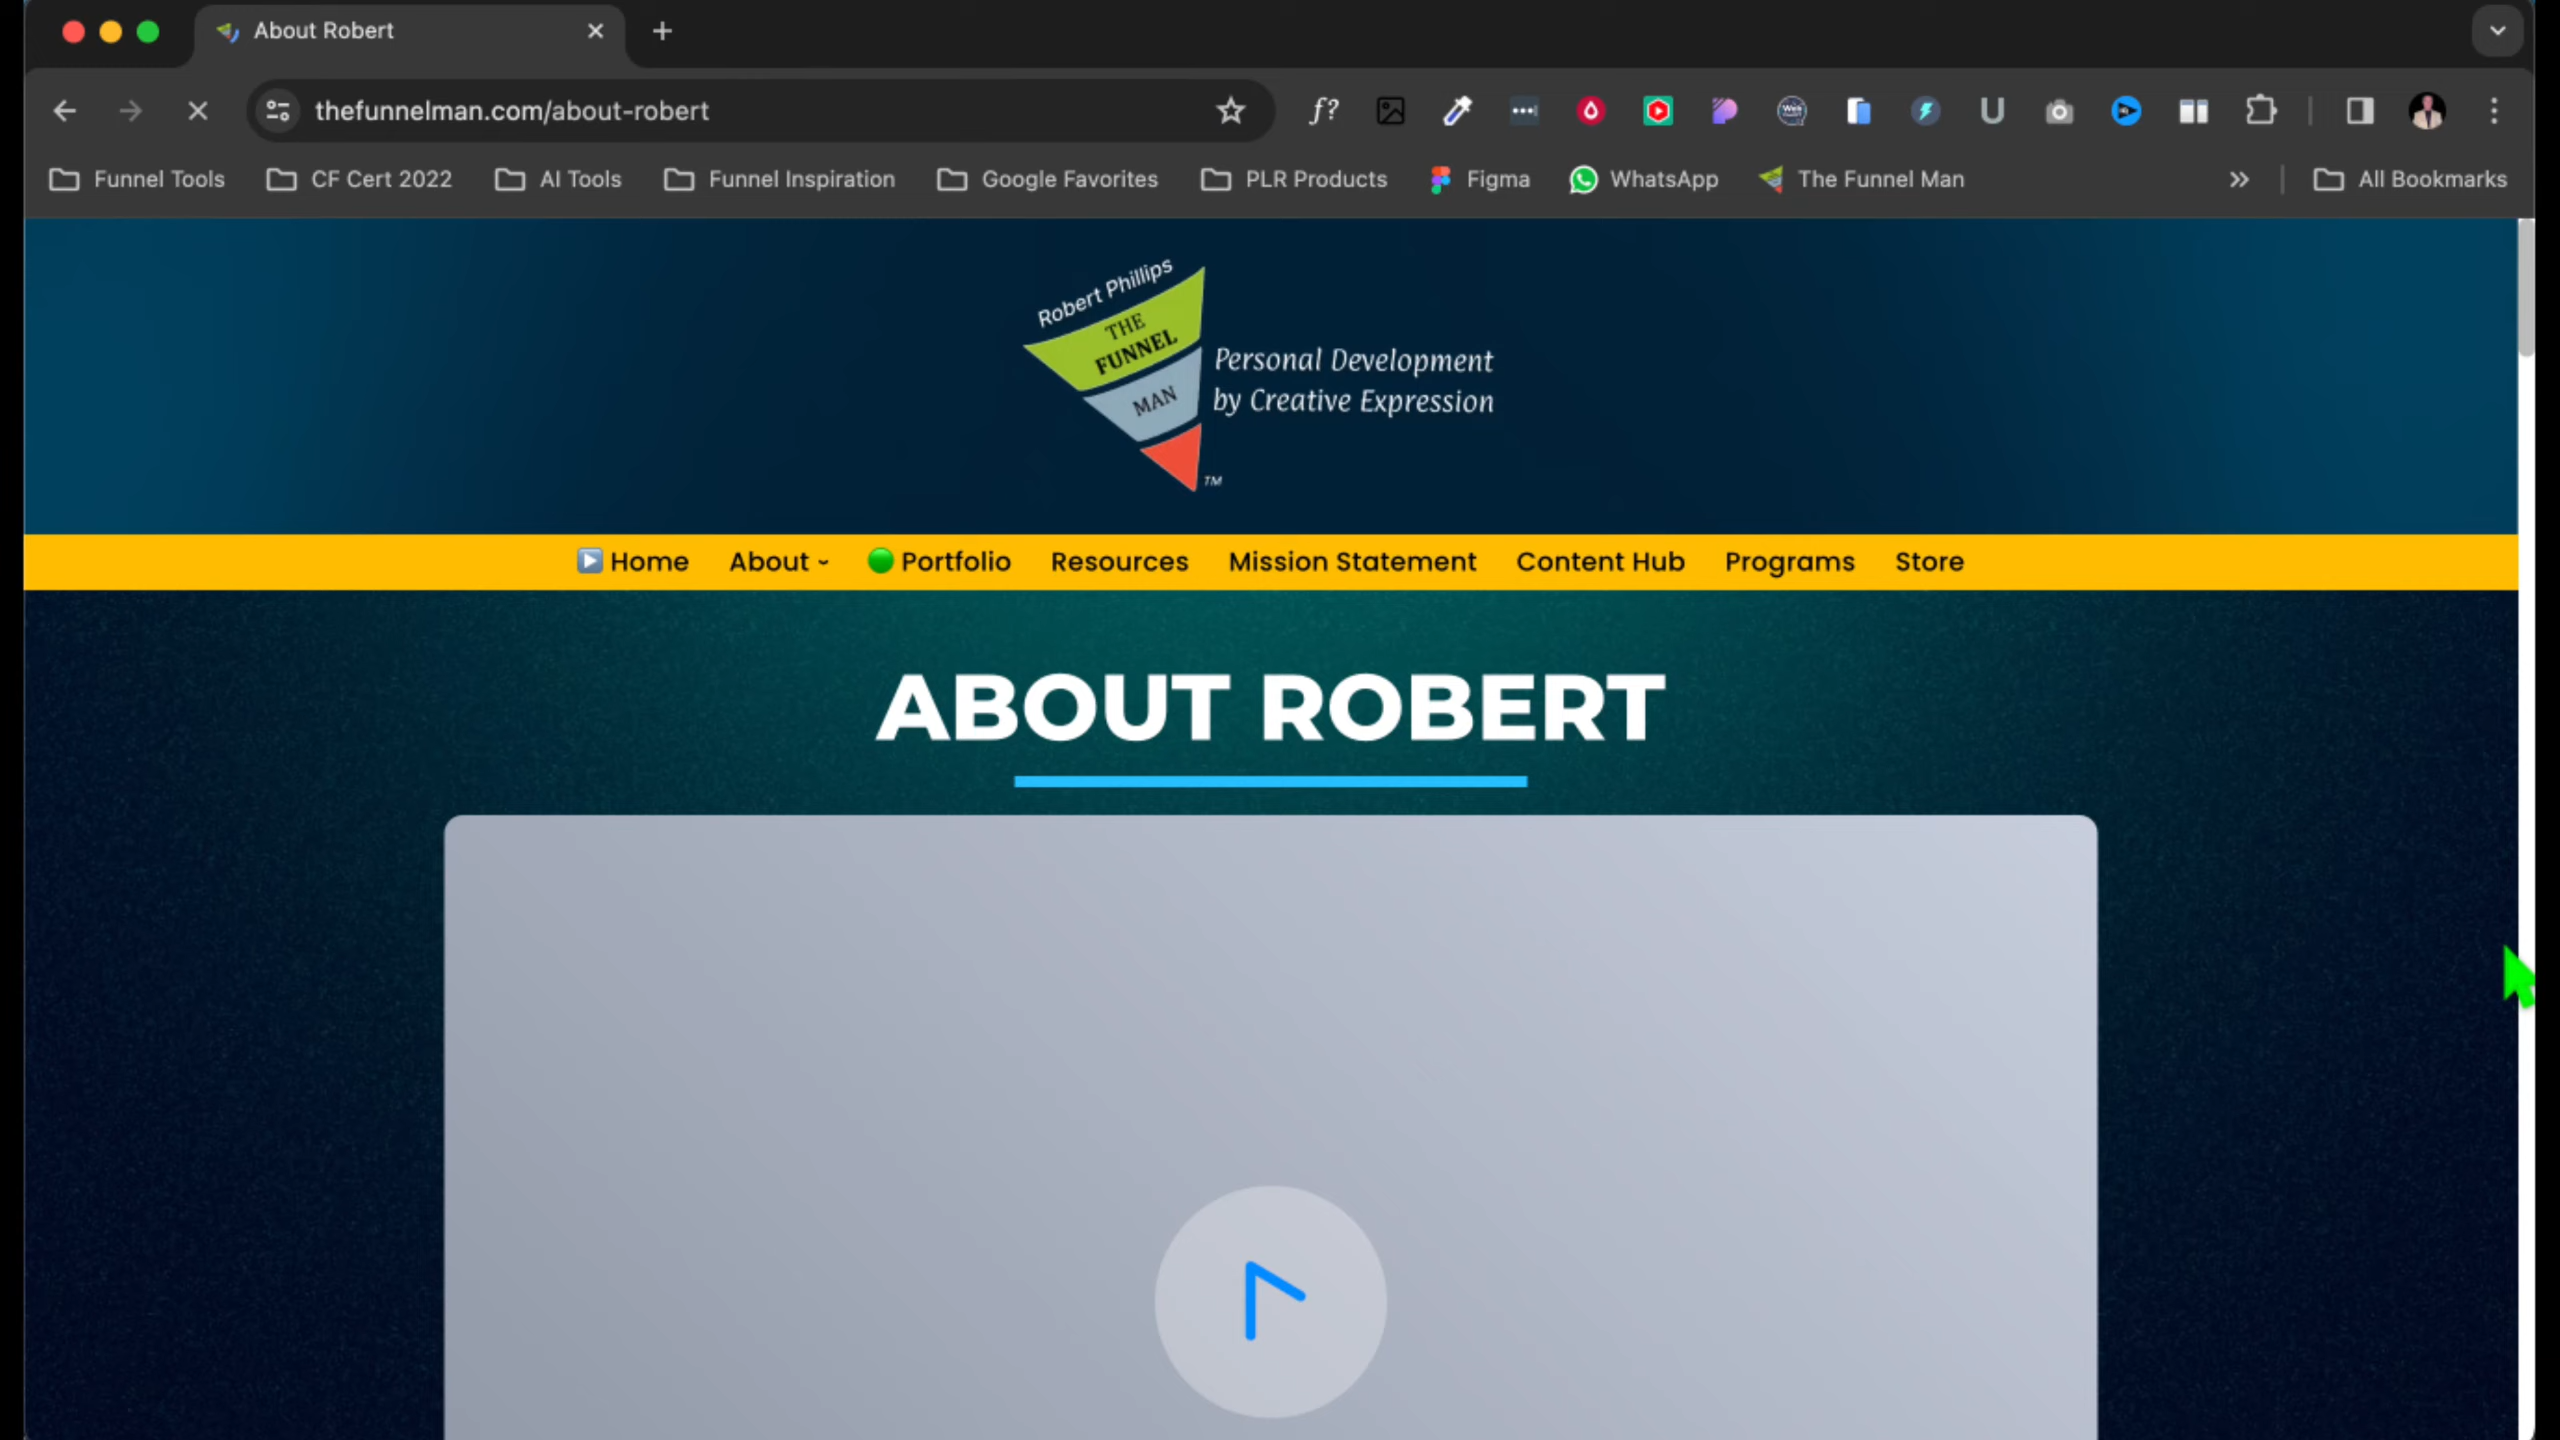 About Robert
thefunnelman.com/about-robert
f?
U
Funnel Tools
CF Cert 2022
AI Tools
Funnel Inspiration
Google Favorites
PLR Products
Figma
WhatsApp
The Funnel Man
All Bookmarks
Robert Phillips
THE
FUNNEL
MAN
TM
Personal Development
by Creative Expression
Home
About
Portfolio
Resources
Mission Statement
Content Hub
Programs
Store
ABOUT ROBERT